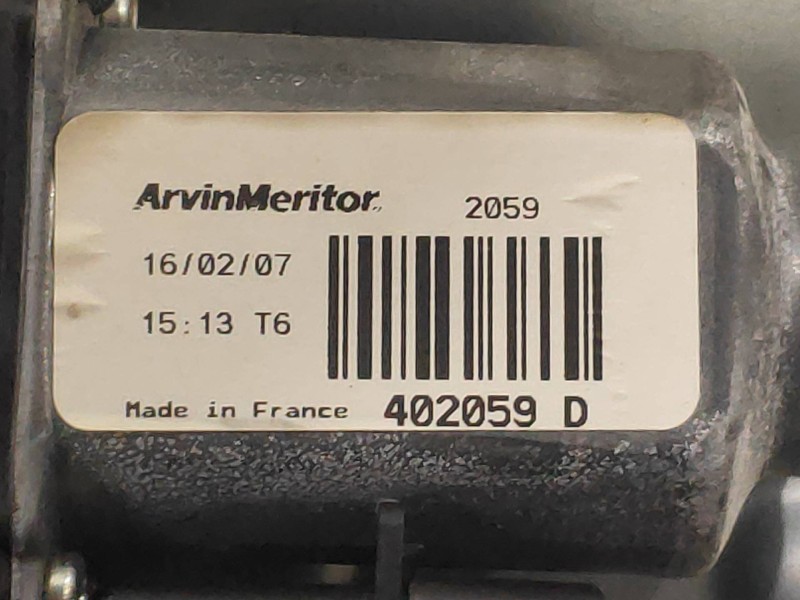 ArvinMeritor
2059
16/02/07
15:13 T6
Made in France
402059 D